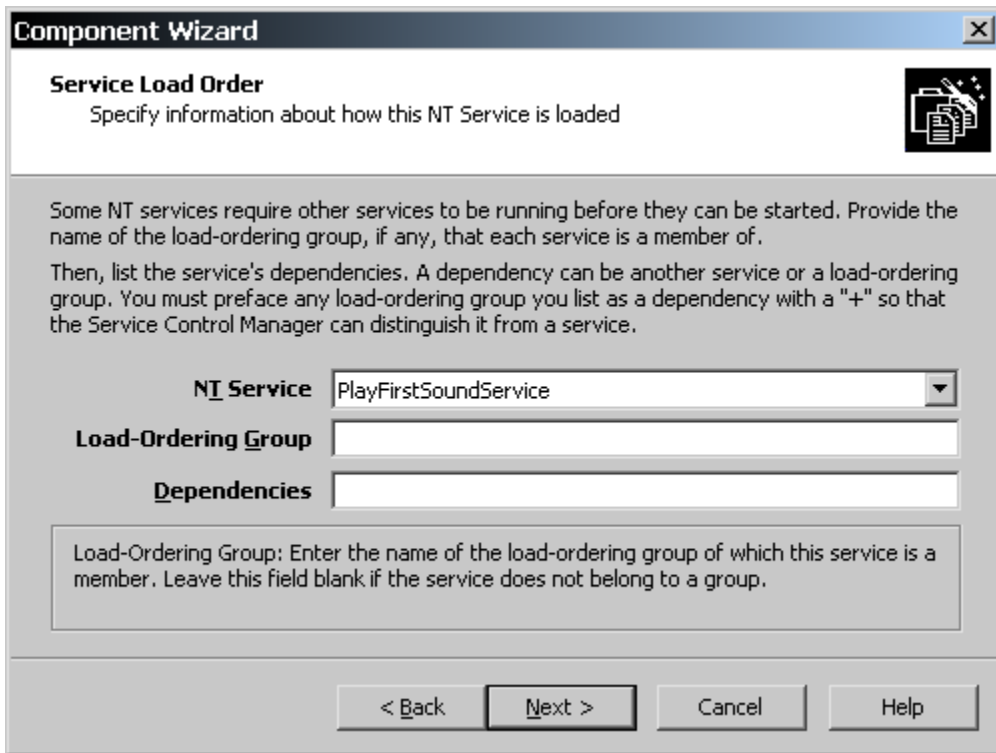 Component Wizard
Service Load Order
Specify information about how this NT Service is loaded
Some NT services require other services to be running before they can be started. Provide the
name of the load-ordering group, if any, that each service is a member of.
Then, list the service's dependencies. A dependency can be another service or a load-ordering
group. You must preface any load-ordering group you list as a dependency with a "+" so that
the Service Control Manager can distinguish it from a service.
NT Service PlayFirstSoundService
Load-Ordering Group
Dependencies
Load-Ordering Group: Enter the name of the load-ordering group of which this service is a
member. Leave this field blank if the service does not belong to a group.
< Back Next > Cancel Help